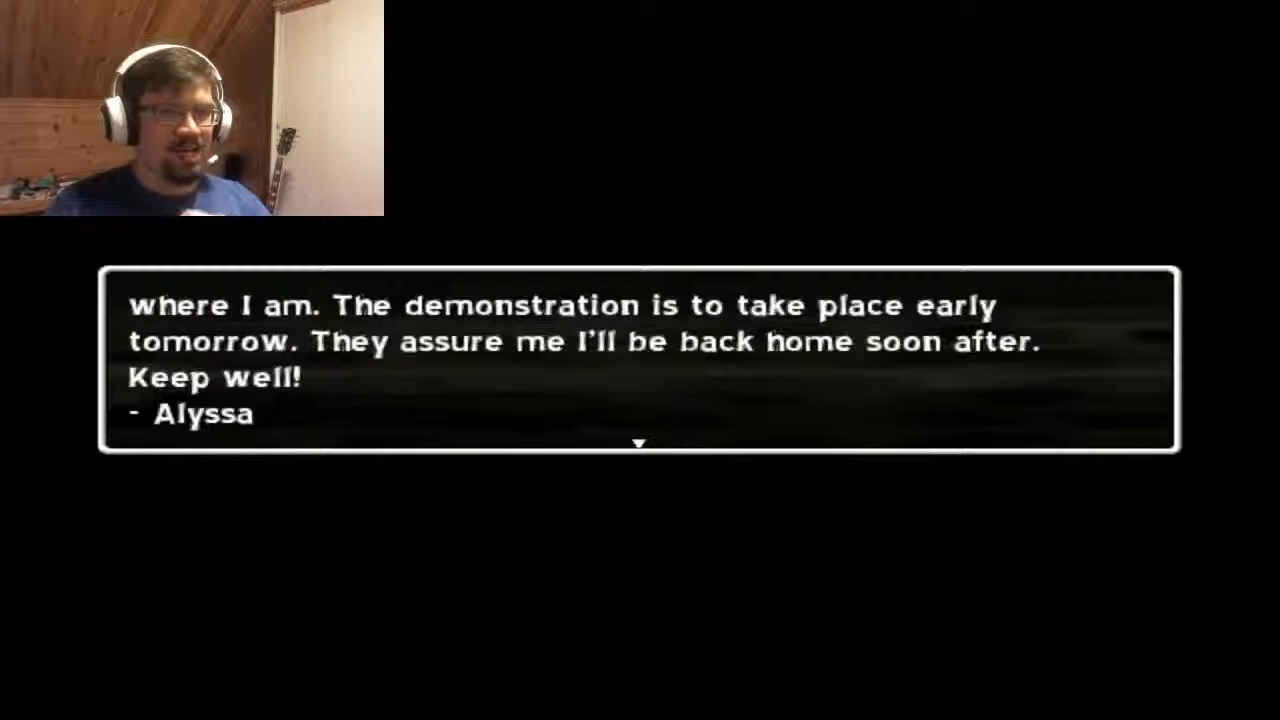 where I am. The demonstration is to take place early
tomorrow. They assure me I'll be back home soon after.
Keep well!
- Alyssa